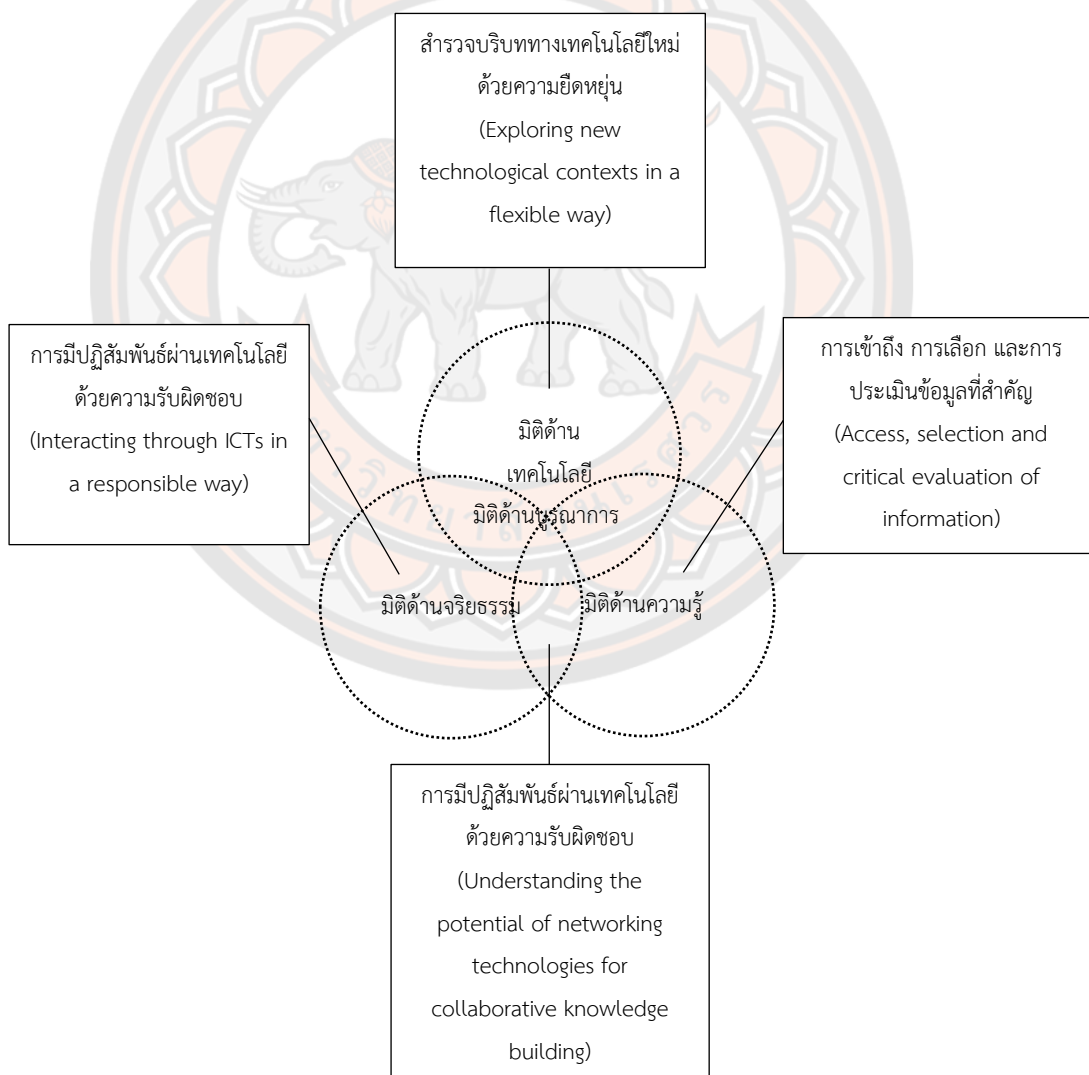 สำรวจบริบททางเทคโนโลยีใหม่
ด้วยความยืดหยุ่น
(Exploring new
technological contexts in a
flexible way)
การมีปฏิสัมพันธ์ผ่านเทคโนโลยี
ด้วยความรับผิดชอบ
(Interacting through ICTs in
a responsible way)
การเข้าถึง การเลือก และการ
ประเมินข้อมูลที่สำคัญ
(Access, selection and
critical evaluation of
information)
มิติด้าน
เทคโนโลยี
มิติด้านบูรณาการ
มิติด้านจริยธรรม
มิติด้านความรู้
การมีปฏิสัมพันธ์ผ่านเทคโนโลยี
ด้วยความรับผิดชอบ
(Understanding the
potential of networking
technologies for
collaborative knowledge
building)